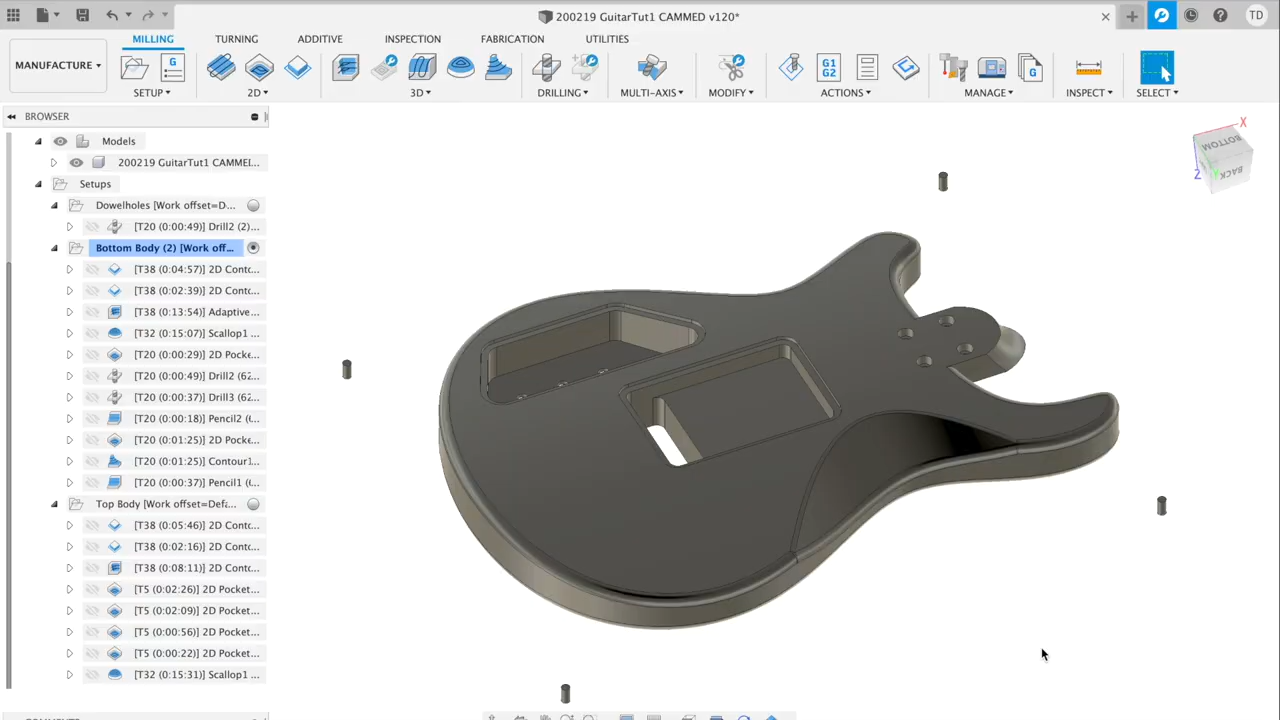 200219 GuitarTut1 CAMMED v120*
TD
MANUFACTURE
MILLING TURNING ADDITIVE INSPECTION FABRICATION UTILITIES
G
G1
G2
G
SETUP 2D 3D DRILLING MULTI-AXIS MODIFY ACTIONS MANAGE INSPECT SELECT
BROWSER
Models
200219 GuitarTut1 CAMMEI...
Setups
Dowelholes [Work offset=D...
[T20 (0:00:49)] Drill2 (2)...
Bottom Body (2) [Work off...
[T38 (0:04:57)] 2D Contc...
[T38 (0:02:39)] 2D Contc...
[T38 (0:13:54)] Adaptive...
[T32 (0:15:07)] Scallop1 ...
[T20 (0:00:29)] 2D Pocke...
[T20 (0:00:49)] Drill2 (62...
[T20 (0:00:37)] Drill3 (62...
[T20 (0:00:18)] Pencil2 (...
[T20 (0:01:25)] 2D Pocke...
[T20 (0:01:25)] Contour1...
[T20 (0:00:37)] Pencil1 (...
Top Body [Work offset=Defa...
[T38 (0:05:46)] 2D Contc...
[T38 (0:02:16)] 2D Contc...
[T38 (0:08:11)] 2D Contc...
[T5 (0:02:26)] 2D Pocket...
[T5 (0:02:09)] 2D Pocket...
[T5 (0:00:56)] 2D Pocket...
[T5 (0:00:22)] 2D Pocket...
[T32 (0:15:31)] Scallop1 ...
X
BOTTOM
Z
BACK